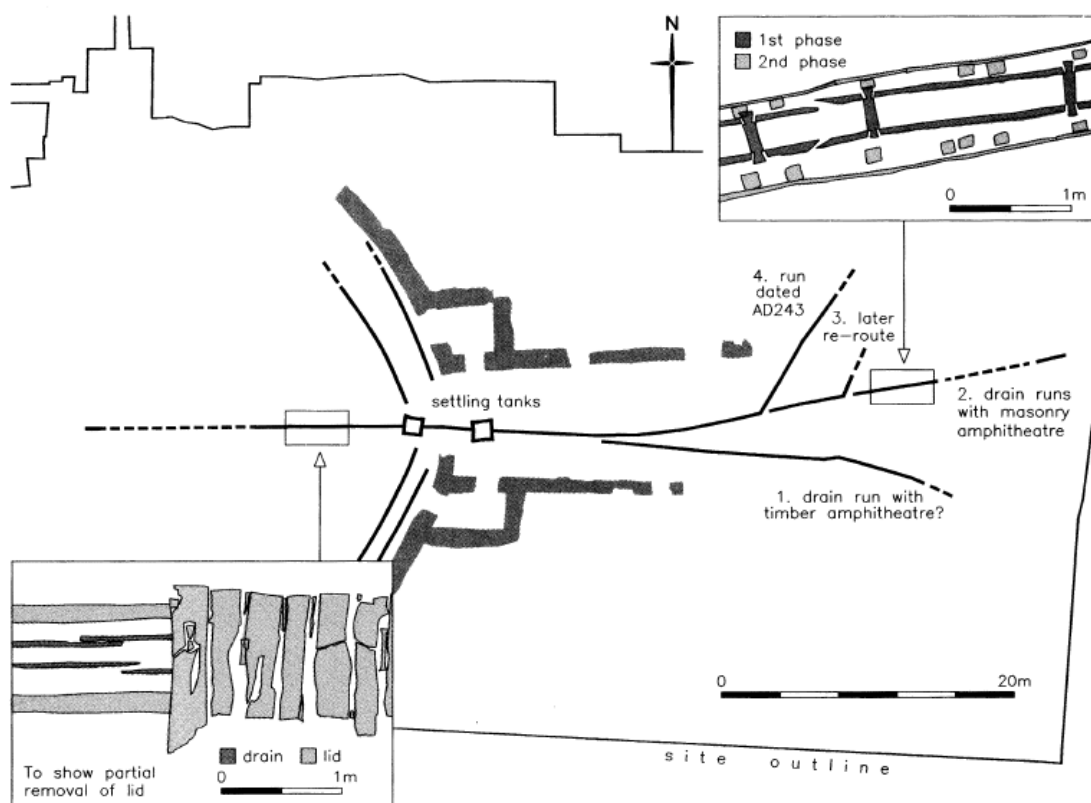 N
1st phase
2nd phase
0 1m
4. run
dated
AD243
3. later
re-route
settling tanks
2. drain runs
with masonry
amphitheatre
1. drain run with
timber amphitheatre?
0 20m
site outline
drain lid
To show partial
removal of lid
0 1m